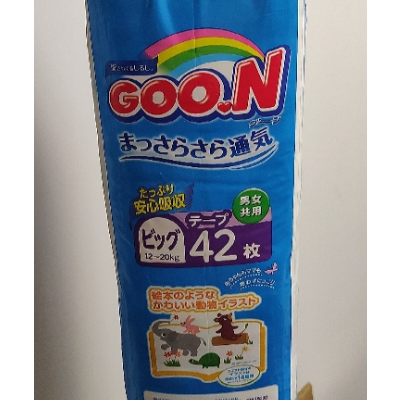 GOO.N
まっさらさら通気
たっぷり
安心吸収
男女
共用
ビッグ
テープ
12~20kg
42枚
絵本のような
かわいい動物イラスト